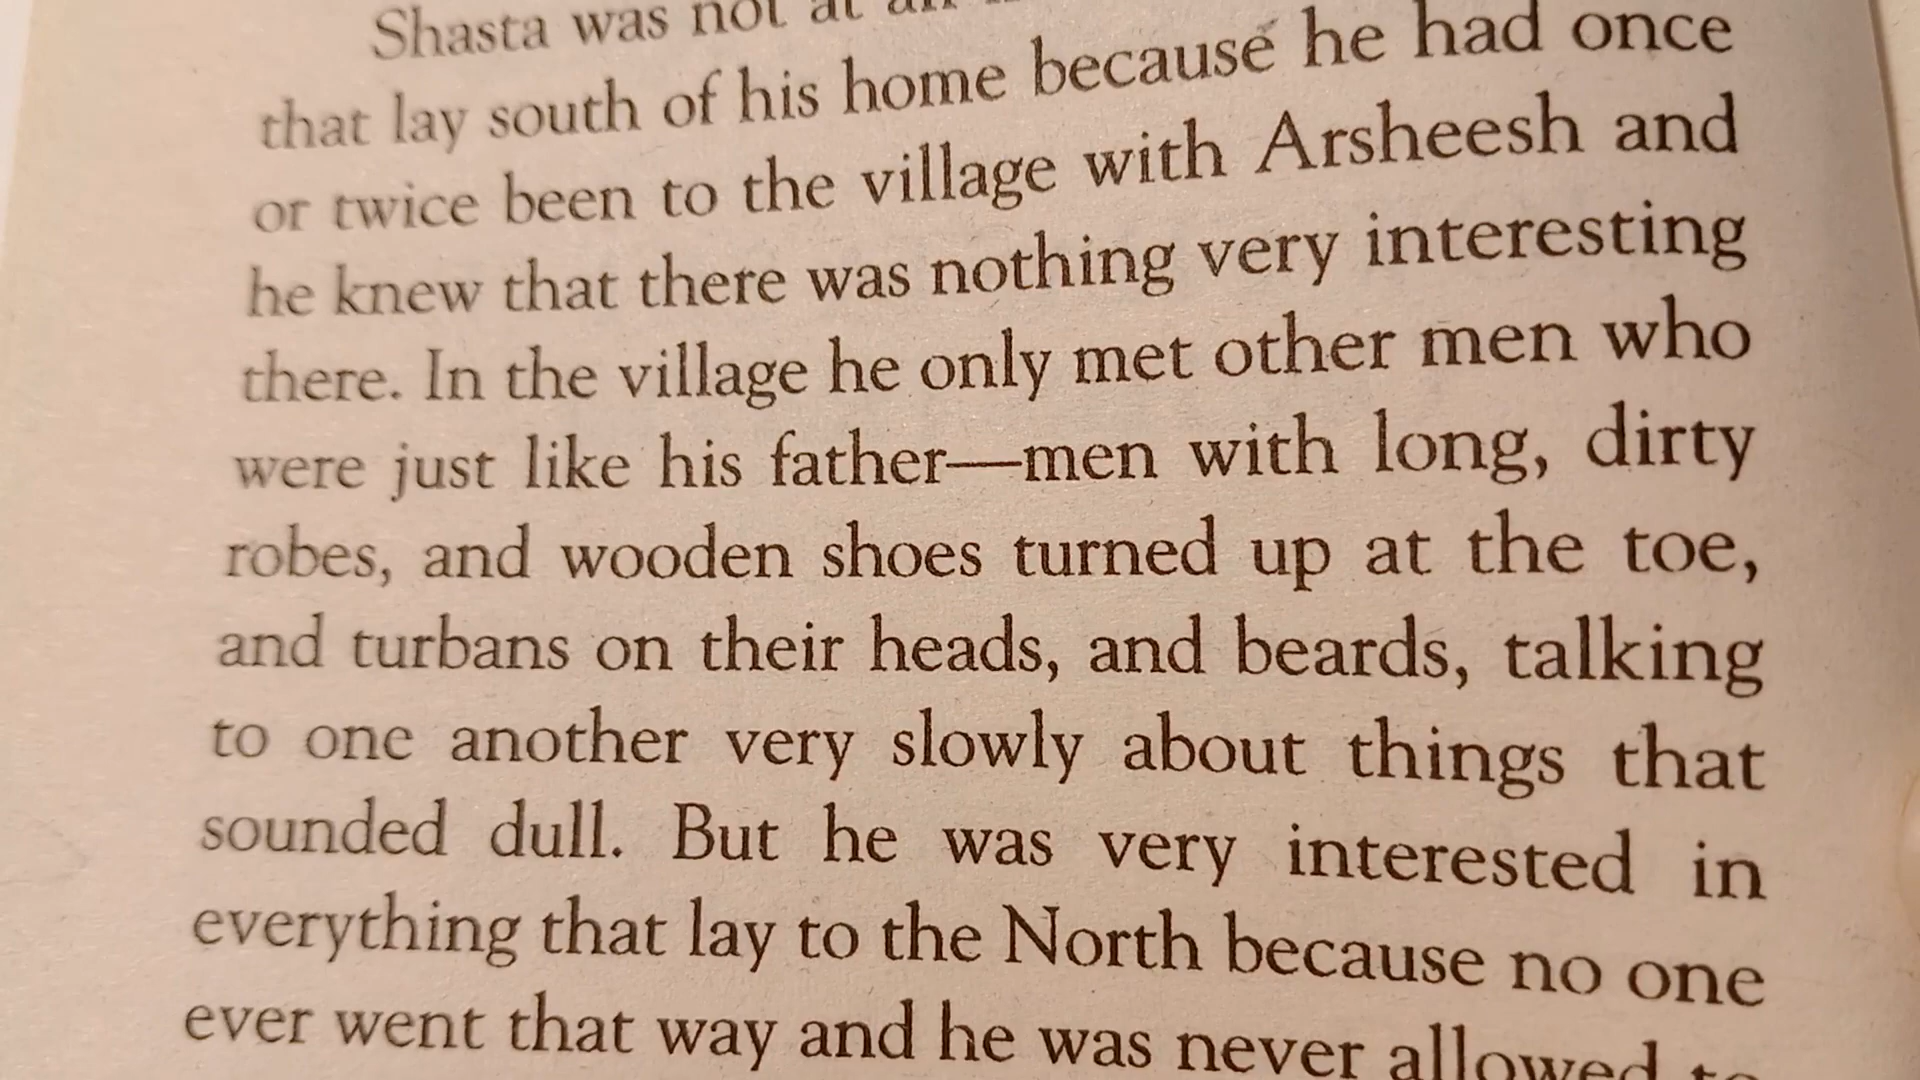 Shasta was not at all
that lay south of his home because he had once
or twice been to the village with Arsheesh and
he knew that there was nothing very interesting
there. In the village he only met other men who
were just like his father—men with long, dirty
robes, and wooden shoes turned up at the toe,
and turbans on their heads, and beards, talking
to one another very slowly about things that
sounded dull. But he was very interested in
everything that lay to the North because no one
ever went that way and he was never allowed to